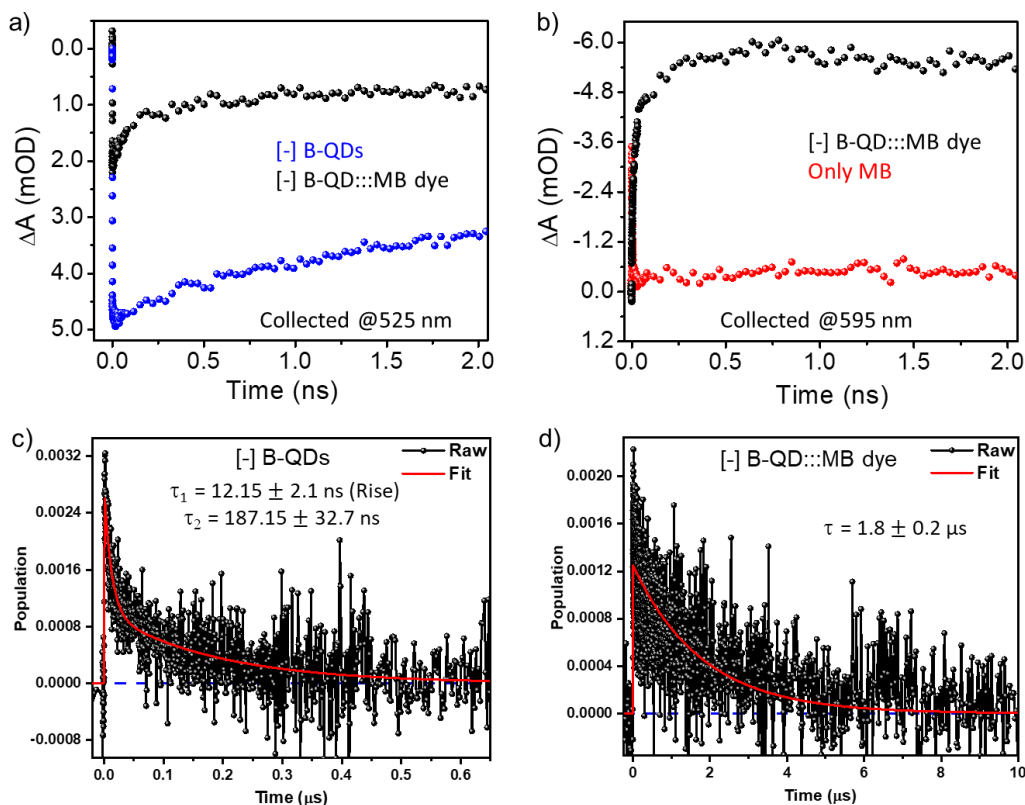 a)
0.0
1.0
2.0
3.0
4.0
5.0
ΔA (mOD)
[-] B-QDs
[-] B-QD:::MB dye
Collected @525 nm
0.0 0.5 1.0 1.5 2.0
Time (ns)
b)
-6.0
-4.8
-3.6
-2.4
-1.2
0.0
1.2
ΔA (mOD)
[-] B-QD:::MB dye
Only MB
Collected @595 nm
0.0 0.5 1.0 1.5 2.0
Time (ns)
c)
[-] B-QDs
Raw
Fit
τ1 = 12.15 ± 2.1 ns (Rise)
τ2 = 187.15 ± 32.7 ns
0.0032
0.0024
0.0016
0.0008
0.0000
-0.0008
Population
0.0 0.1 0.2 0.3 0.4 0.5 0.6
Time (μs)
d)
[-] B-QD:::MB dye
Raw
Fit
τ = 1.8 ± 0.2 μs
0.0020
0.0016
0.0012
0.0008
0.0004
0.0000
Population
0 2 4 6 8 10
Time (μs)